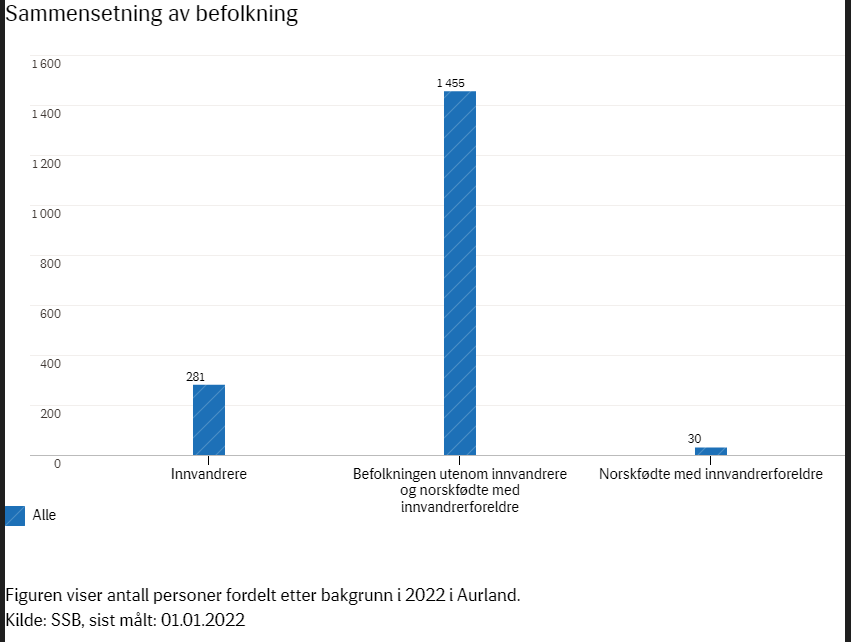 Sammensetning av befolkning
1 600
1 400
1 200
1 000
800
600
400
200
0
281
1 455
30
Innvandrere
Befolkningen utenom innvandrere
og norskfødte med
innvandrerforeldre
Norskfødte med innvandrerforeldre
Alle
Figuren viser antall personer fordelt etter bakgrunn i 2022 i Aurland.
Kilde: SSB, sist målt: 01.01.2022